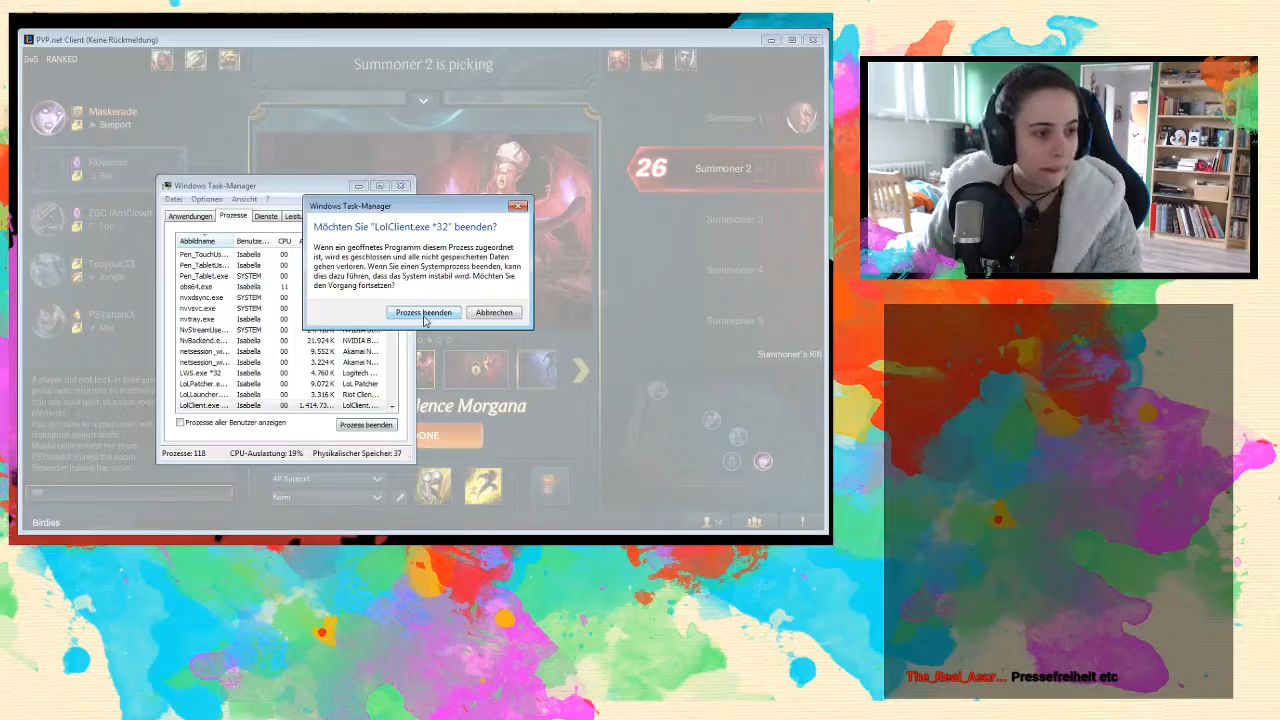 PVP.net Client (Keine Rückmeldung)
5v5 RANKED
Summoner 2 is picking
Maskerade
Support
Summoner 1
26
Summoner 2
Summoner 3
Summoner 4
Summoner 5
Summoner's Rift
Windows Task-Manager
Datei Optionen Ansicht ?
Anwendungen Prozesse Dienste Leist
Abbildname Benutze... CPU
Pen_TouchUs... Isabella 00
Pen_TabletUs... Isabella 00
Pen_Tablet.exe Isabella 00
obs64.exe Isabella 11
nvxdsync.exe SYSTEM 00
nvvsvc.exe SYSTEM 00
nvtray.exe Isabella 00
NvStreamUse... SYSTEM 00
NvBackend.e... Isabella 00 21.924 K NVIDIA B...
netsession_wi... Isabella 00 9.552 K Akamai N...
netsession_wi... Isabella 00 2.364 K Akamai N...
LWS.exe *32 Isabella 00 4.760 K Logitech ...
LoLPatcher.e... Isabella 00 9.072 K LoL Patcher
LoLLauncher.... Isabella 00 3.316 K Riot Clien...
LolClient.exe ... Isabella 00 1.414.73... LolClient....
Prozesse aller Benutzer anzeigen
Prozess beenden
Prozesse: 118 CPU-Auslastung: 19% Physikalischer Speicher: 37
Windows Task-Manager
Möchten Sie "LolClient.exe *32" beenden?
Wenn ein geöffnetes Programm diesem Prozess zugeordnet
ist, wird es geschlossen und alle nicht gespeicherten Daten
gehen verloren. Wenn Sie einen Systemprozess beenden, kann
dies dazu führen, dass das System instabil wird. Möchten Sie
den Vorgang fortsetzen?
Prozess beenden Abbrechen
lence Morgana
ONE
AP Support
Birdies
14
The_Real_Asur... Pressefreiheit etc